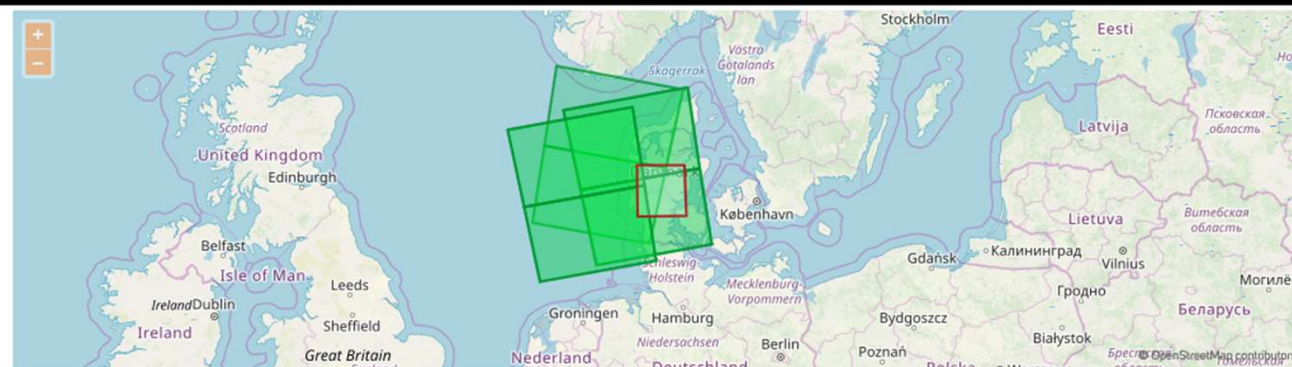 +
−
Stockholm
Eesti
Västra
Götalands
län
Skagerrak
Псковская
область
Scotland
Latvija
United Kingdom
Edinburgh
København
Lietuva
Витебская
область
Belfast
Isle of Man
Gdańsk
Калининград
Vilnius
Schleswig-
Holstein
Leeds
Mecklenburg-
Vorpommern
Гродно
Ireland
Dublin
Groningen
Hamburg
Bydgoszcz
Беларусь
Sheffield
Ireland
Niedersachsen
Białystok
Great Britain
Berlin
Poznań
Nederland
© OpenStreetMap contributor